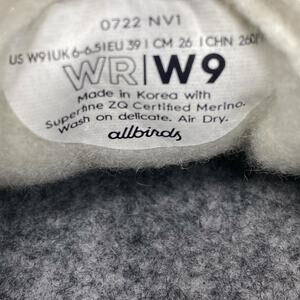 0722 NV1
US W9 | UK 6-6.5 | EU 39 | CM 26 | CHN 260
WR | W9
Made in Korea with
Superfine ZQ Certified Merino.
Wash on delicate. Air Dry.
allbirds